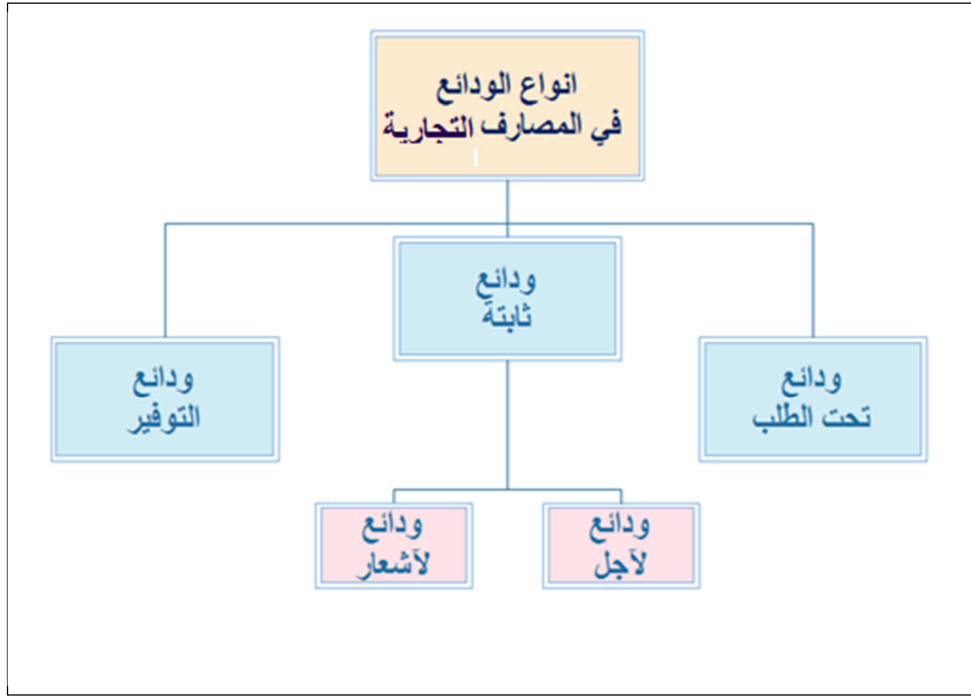 انواع الودائع
في المصارف التجارية
ودائع
ثابتة
ودائع
تحت الطلب
ودائع
التوفير
ودائع
لآجل
ودائع
لآشعار